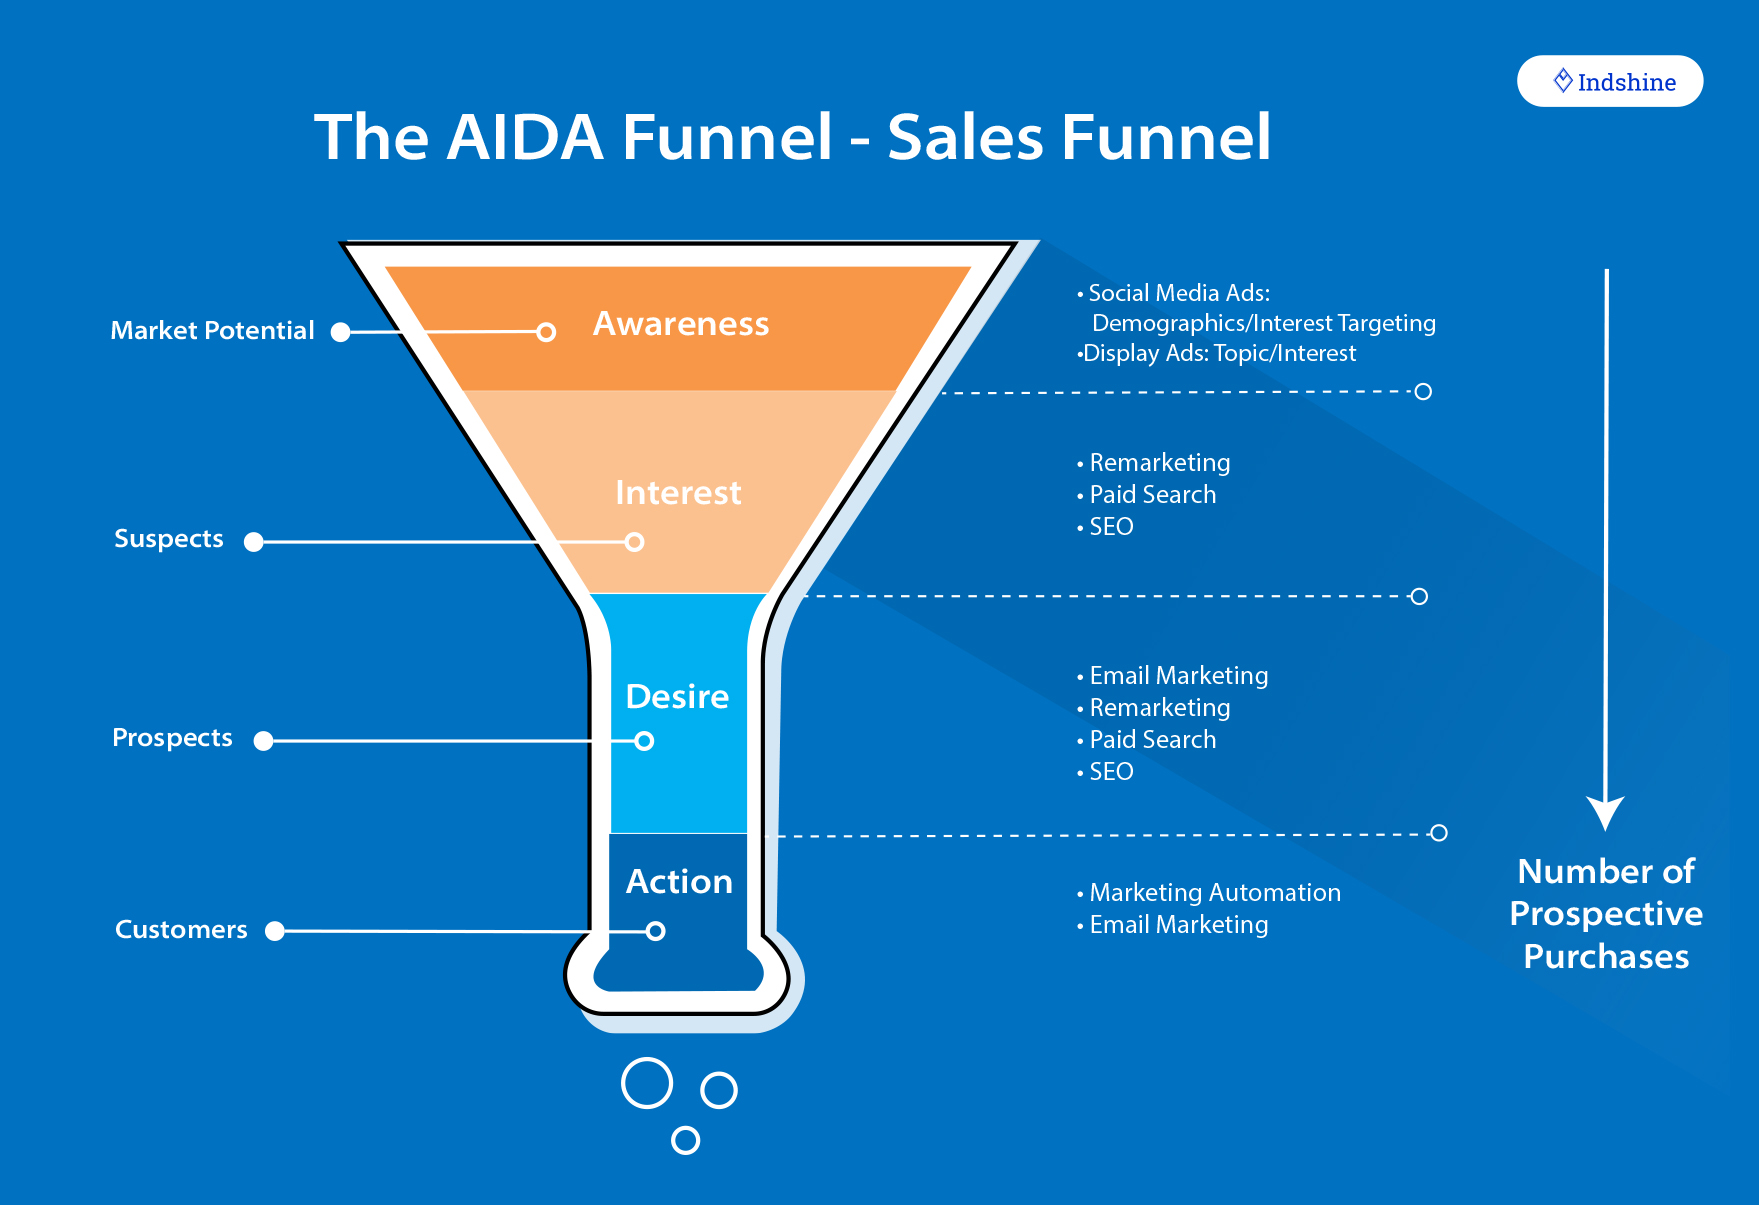 Indshine
The AIDA Funnel - Sales Funnel
Market Potential
Awareness
• Social Media Ads:
Demographics/Interest Targeting
•Display Ads: Topic/Interest
Suspects
Interest
• Remarketing
• Paid Search
• SEO
Prospects
Desire
• Email Marketing
• Remarketing
• Paid Search
• SEO
Customers
Action
• Marketing Automation
• Email Marketing
Number of
Prospective
Purchases